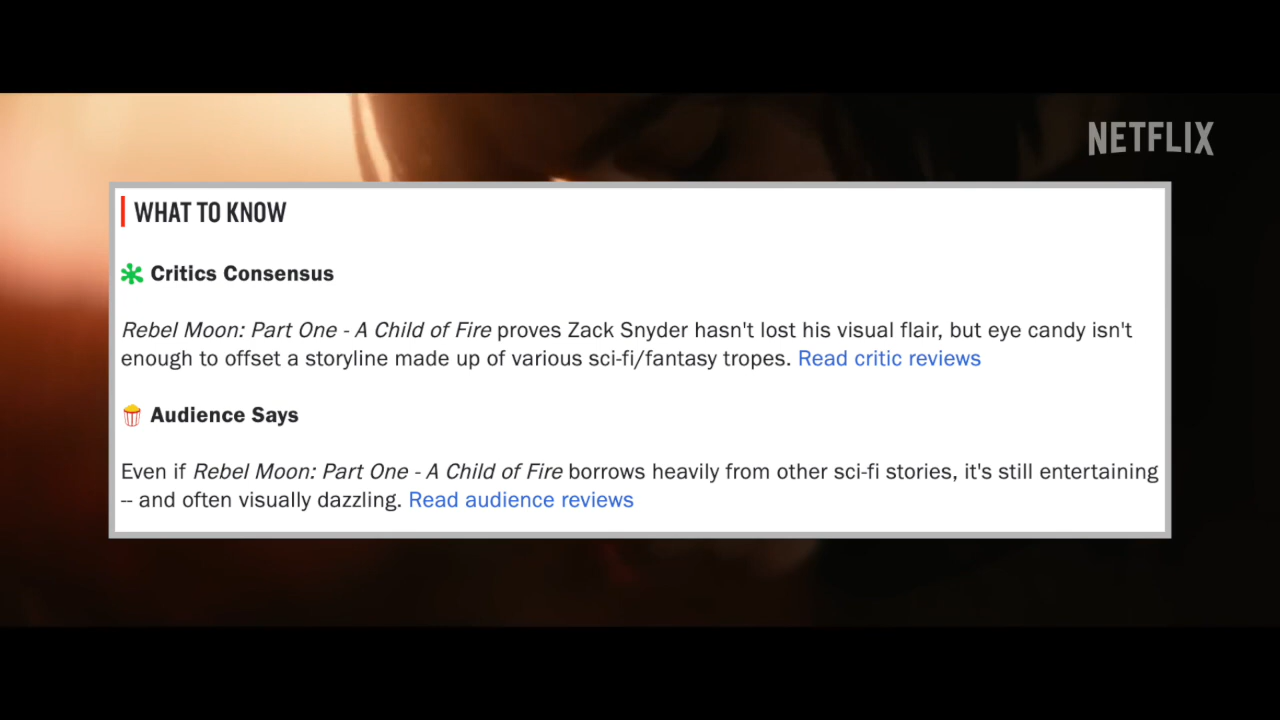 NETFLIX
WHAT TO KNOW
Critics Consensus
Rebel Moon: Part One - A Child of Fire proves Zack Snyder hasn't lost his visual flair, but eye candy isn't
enough to offset a storyline made up of various sci-fi/fantasy tropes. Read critic reviews
Audience Says
Even if Rebel Moon: Part One - A Child of Fire borrows heavily from other sci-fi stories, it's still entertaining
-- and often visually dazzling. Read audience reviews